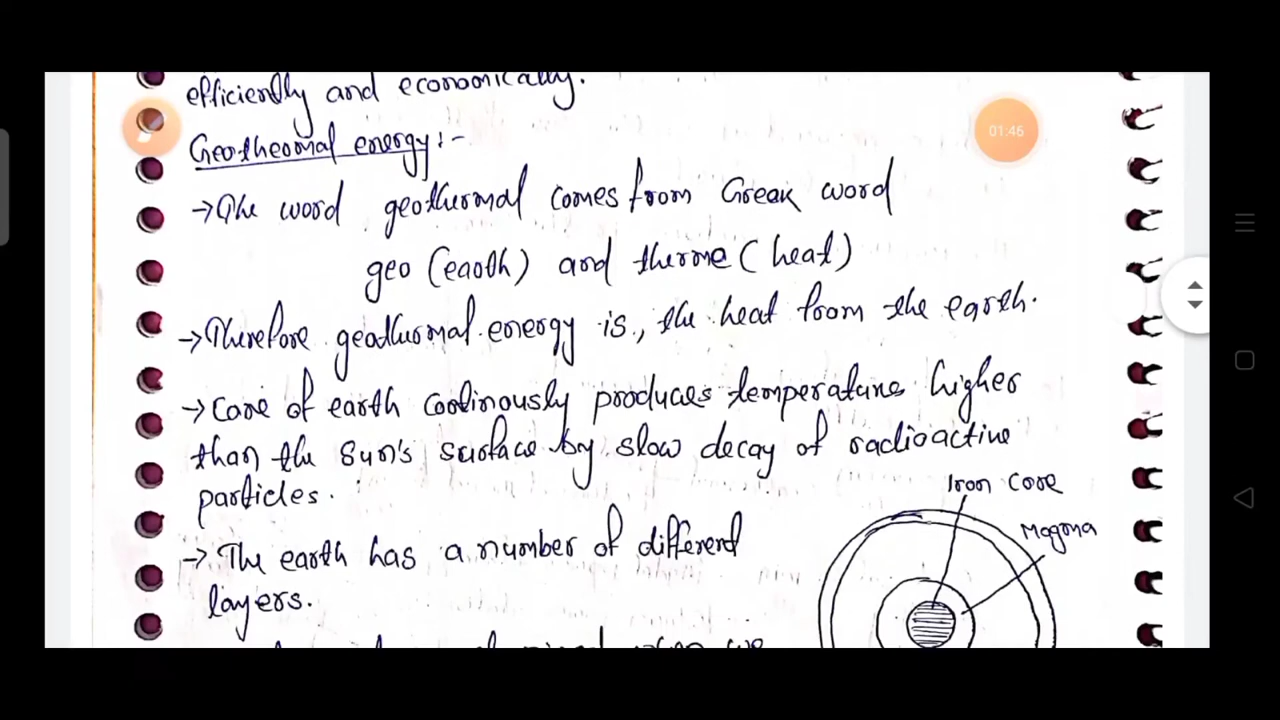 efficiently and economically.
Geothermal energy:-
01:46
→The word geothermal comes from Greak word
geo (earth) and therme (heat)
→Therefore geothermal energy is, the heat from the earth.
→Core of earth continously produces temperature higher
than the Sun's surface by slow decay of radioactive
particles.
Iron Core
Magma
→ The earth has a number of different
layers.